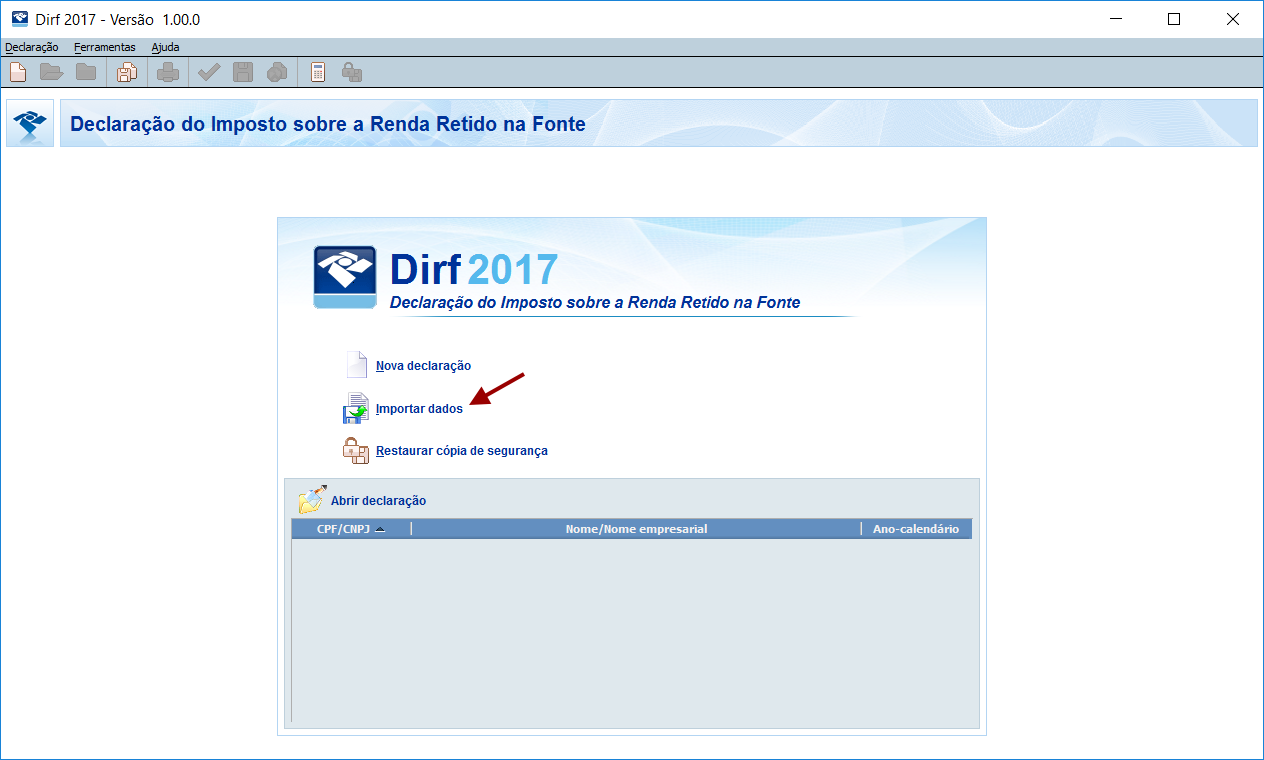 Dirf 2017 - Versão 1.00.0
Declaração Ferramentas Ajuda
Declaração do Imposto sobre a Renda Retido na Fonte
Dirf 2017
Declaração do Imposto sobre a Renda Retido na Fonte
Nova declaração
Importar dados
Restaurar cópia de segurança
Abrir declaração
CPF/CNPJ Nome/Nome empresarial Ano-calendário